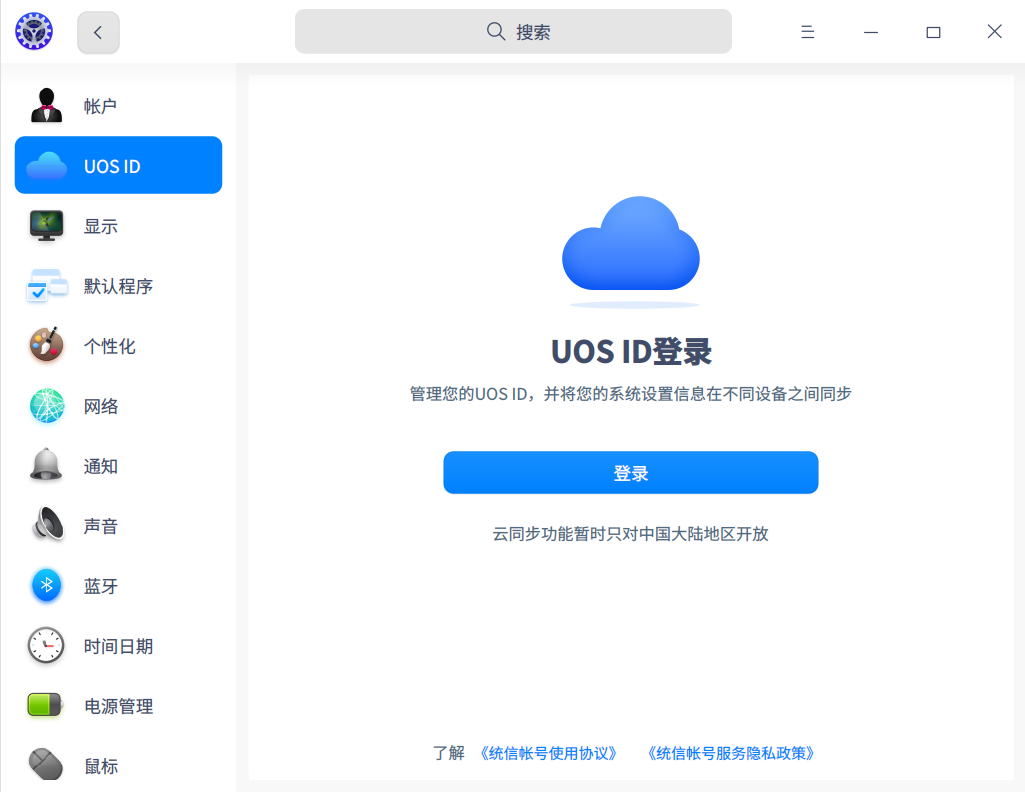 搜索
帐户
UOS ID
显示
默认程序
个性化
网络
通知
声音
蓝牙
时间日期
电源管理
鼠标
UOS ID登录
管理您的UOS ID，并将您的系统设置信息在不同设备之间同步
登录
云同步功能暂时只对中国大陆地区开放
了解 《统信帐号使用协议》 《统信帐号服务隐私政策》